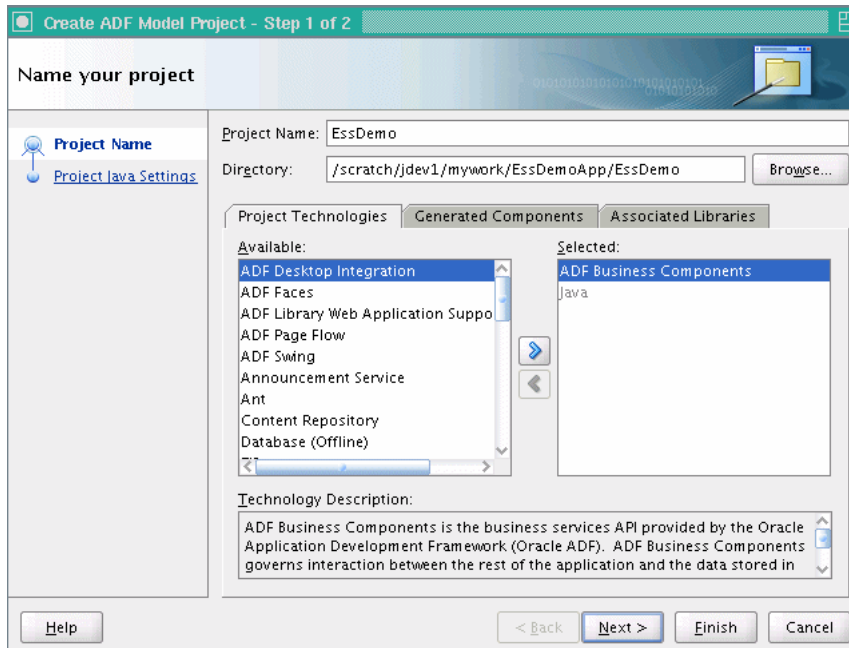 Create ADF Model Project - Step 1 of 2
Name your project
Project Name
Project Java Settings
Project Name: EssDemo
Directory: /scratch/jdev1/mywork/EssDemoApp/EssDemo Browse...
Project Technologies Generated Components Associated Libraries
Available:
ADF Desktop Integration
ADF Faces
ADF Library Web Application Suppo
ADF Page Flow
ADF Swing
Announcement Service
Ant
Content Repository
Database (Offline)
Selected:
ADF Business Components
Java
Technology Description:
ADF Business Components is the business services API provided by the Oracle
Application Development Framework (Oracle ADF). ADF Business Components
governs interaction between the rest of the application and the data stored in
Help < Back Next > Finish Cancel